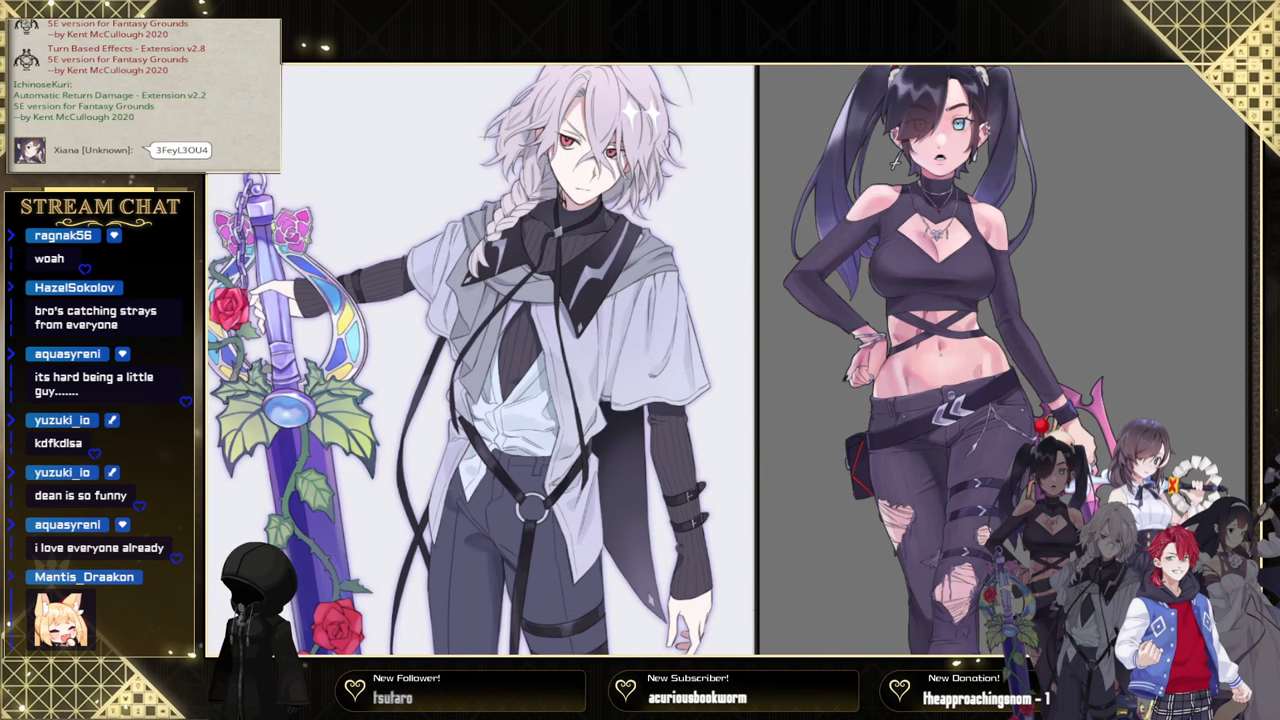 5E version for Fantasy Grounds
--by Kent McCullough 2020
Turn Based Effects - Extension v2.8
5E version for Fantasy Grounds
--by Kent McCullough 2020
IchinoseKuri:
Automatic Return Damage - Extension v2.2
5E version for Fantasy Grounds
--by Kent McCullough 2020
Xiana [Unknown]: 3FeyL3OU4
STREAM CHAT
ragnak56
woah
HazelSokolov
bro's catching strays
from everyone
aquasyreni
its hard being a little
guy.......
yuzuki_io
kdfkdlsa
yuzuki_io
dean is so funny
aquasyreni
i love everyone already
Mantis_Draakon
New Follower!
tsutaro
New Subscriber!
acuriousbookworm
New Donation!
theapproachingsnom - 1